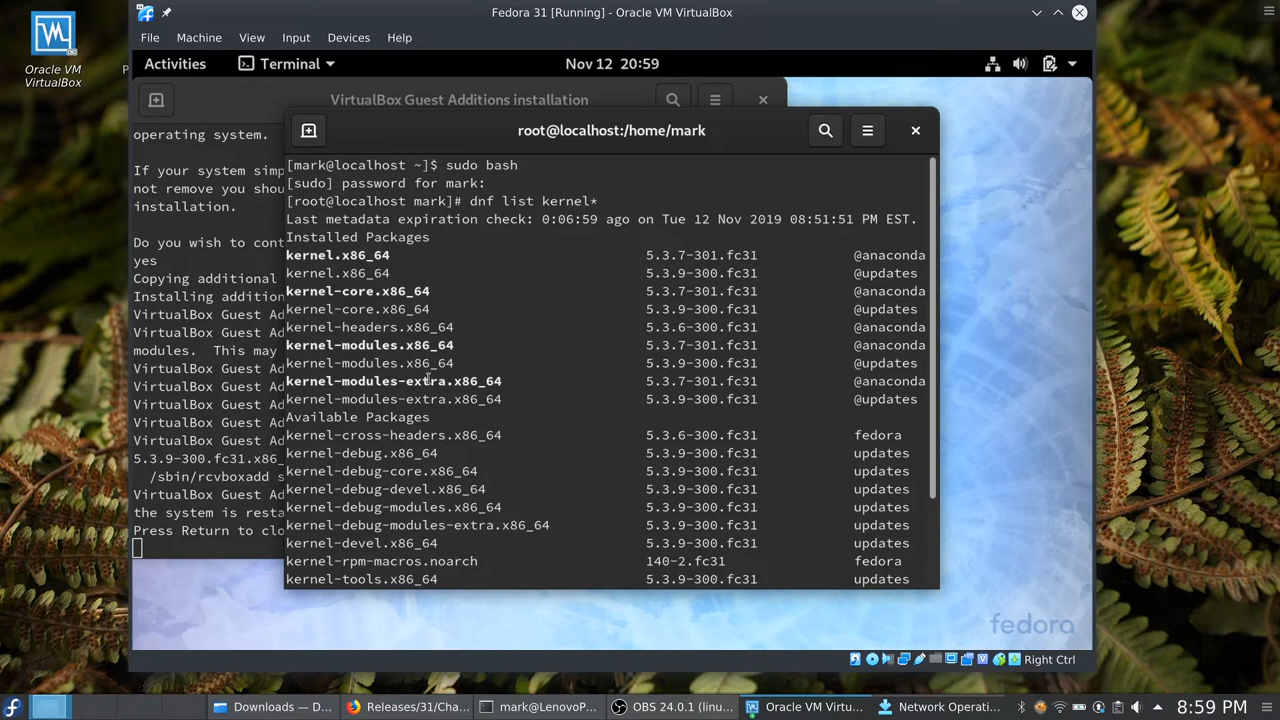 Fedora 31 [Running] - Oracle VM VirtualBox
File Machine View Input Devices Help
Activities Terminal Nov 12 20:59
Oracle VM
VirtualBox
P
VirtualBox Guest Additions installation
operating system.
If your system simp
not remove you shou
installation.
Do you wish to cont
yes
Copying additional
Installing addition
VirtualBox Guest Ad
VirtualBox Guest Ad
modules. This may
VirtualBox Guest Ad
VirtualBox Guest Ad
VirtualBox Guest Ad
VirtualBox Guest Ad
VirtualBox Guest Ad
5.3.9-300.fc31.x86_
/sbin/rcvboxadd s
VirtualBox Guest Ad
the system is resta
Press Return to clo
root@localhost:/home/mark
[mark@localhost ~]$ sudo bash
[sudo] password for mark:
[root@localhost mark]# dnf list kernel*
Last metadata expiration check: 0:06:59 ago on Tue 12 Nov 2019 08:51:51 PM EST.
Installed Packages
kernel.x86_64 5.3.7-301.fc31 @anaconda
kernel.x86_64 5.3.9-300.fc31 @updates
kernel-core.x86_64 5.3.7-301.fc31 @anaconda
kernel-core.x86_64 5.3.9-300.fc31 @updates
kernel-headers.x86_64 5.3.6-300.fc31 @anaconda
kernel-modules.x86_64 5.3.7-301.fc31 @anaconda
kernel-modules.x86_64 5.3.9-300.fc31 @updates
kernel-modules-extra.x86_64 5.3.7-301.fc31 @anaconda
kernel-modules-extra.x86_64 5.3.9-300.fc31 @updates
Available Packages
kernel-cross-headers.x86_64 5.3.6-300.fc31 fedora
kernel-debug.x86_64 5.3.9-300.fc31 updates
kernel-debug-core.x86_64 5.3.9-300.fc31 updates
kernel-debug-devel.x86_64 5.3.9-300.fc31 updates
kernel-debug-modules.x86_64 5.3.9-300.fc31 updates
kernel-debug-modules-extra.x86_64 5.3.9-300.fc31 updates
kernel-devel.x86_64 5.3.9-300.fc31 updates
kernel-rpm-macros.noarch 140-2.fc31 fedora
kernel-tools.x86_64 5.3.9-300.fc31 updates
fedora
Right Ctrl
Downloads — D... Releases/31/Cha... mark@LenovoP... OBS 24.0.1 (linu... Oracle VM Virtu... Network Operati... 8:59 PM